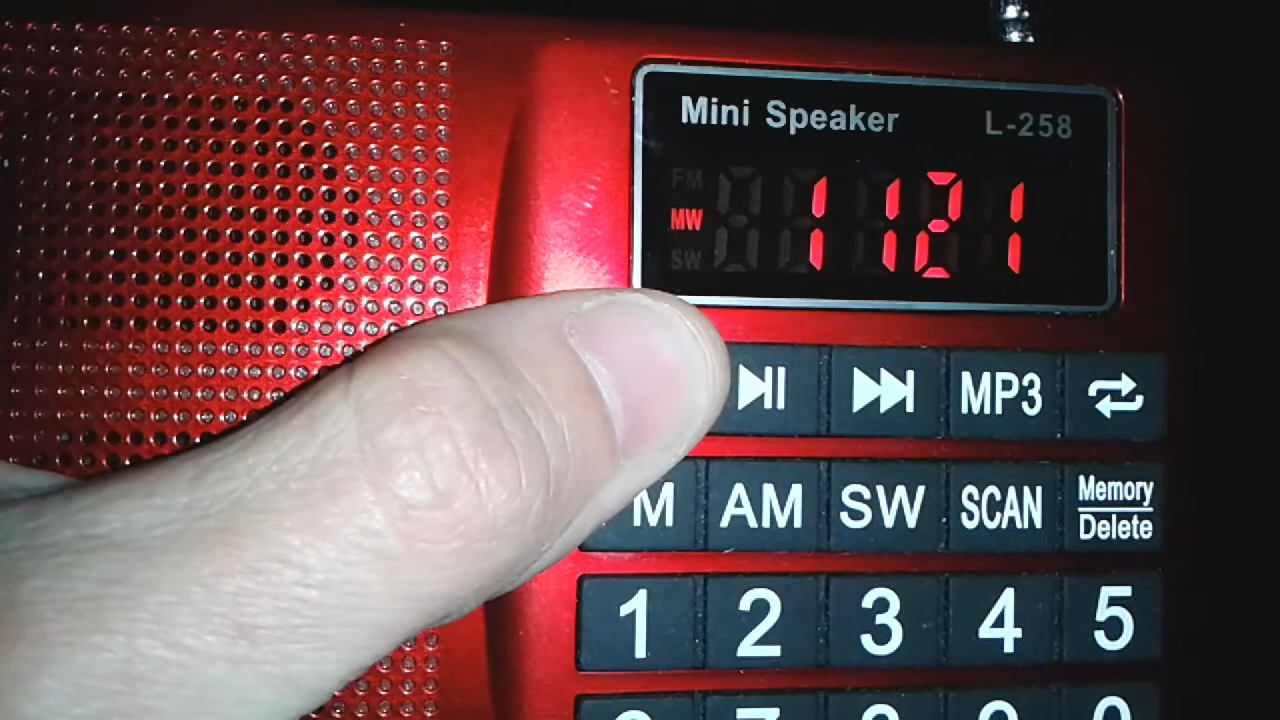 Mini Speaker L-258
FM
MW 1121
SW
MP3
M AM SW SCAN Memory
Delete
1 2 3 4 5